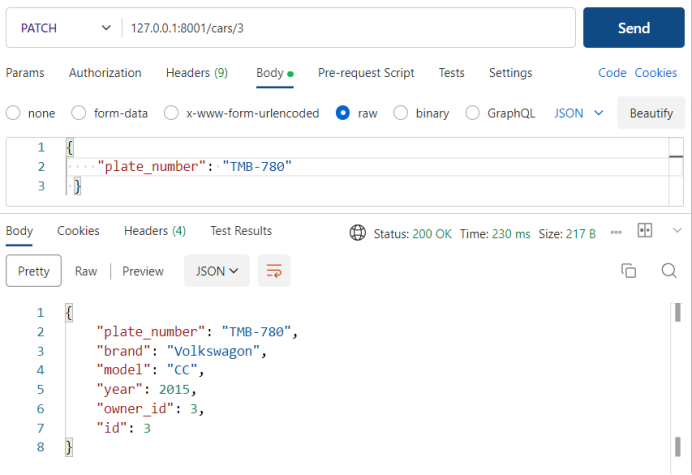 PATCH 127.0.0.1:8001/cars/3 Send
Params Authorization Headers (9) Body Pre-request Script Tests Settings Code Cookies
none form-data x-www-form-urlencoded raw binary GraphQL JSON Beautify
1 {
2 ····"plate_number":·"TMB-780"
3 ·}
Body Cookies Headers (4) Test Results Status: 200 OK Time: 230 ms Size: 217 B
Pretty Raw Preview JSON
1 {
2 "plate_number": "TMB-780",
3 "brand": "Volkswagon",
4 "model": "CC",
5 "year": 2015,
6 "owner_id": 3,
7 "id": 3
8 }